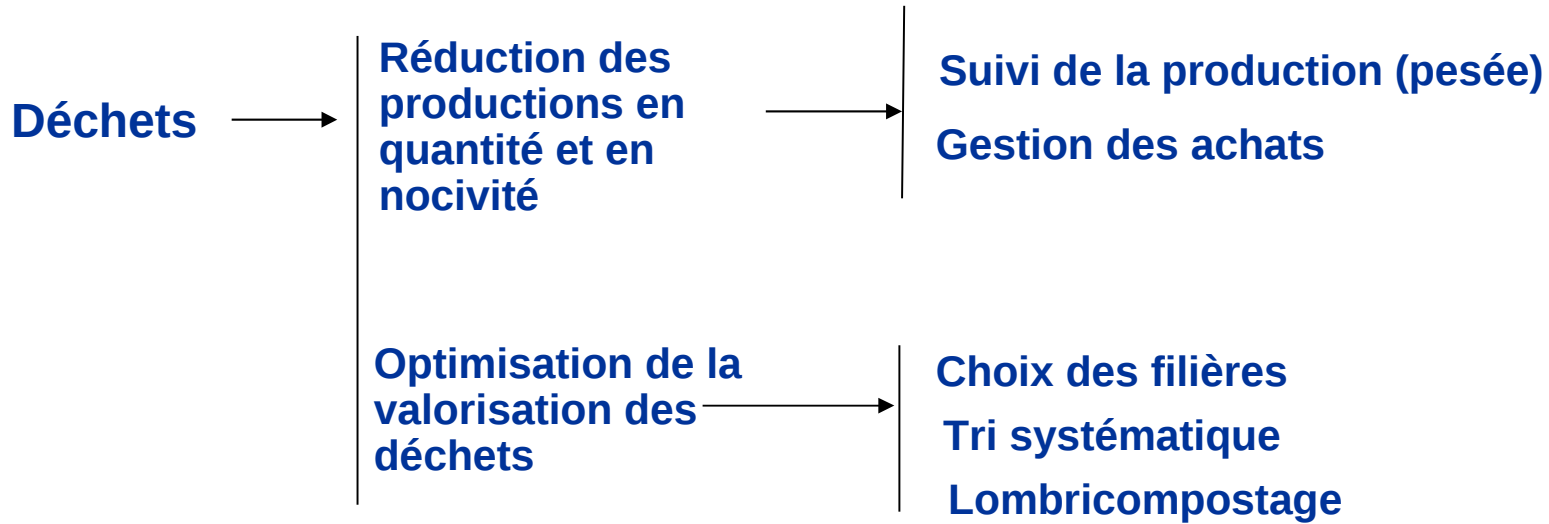 Déchets
Réduction des
productions en
quantité et en
nocivité
Suivi de la production (pesée)
Gestion des achats
Optimisation de la
valorisation des
déchets
Choix des filières
Tri systématique
Lombricompostage